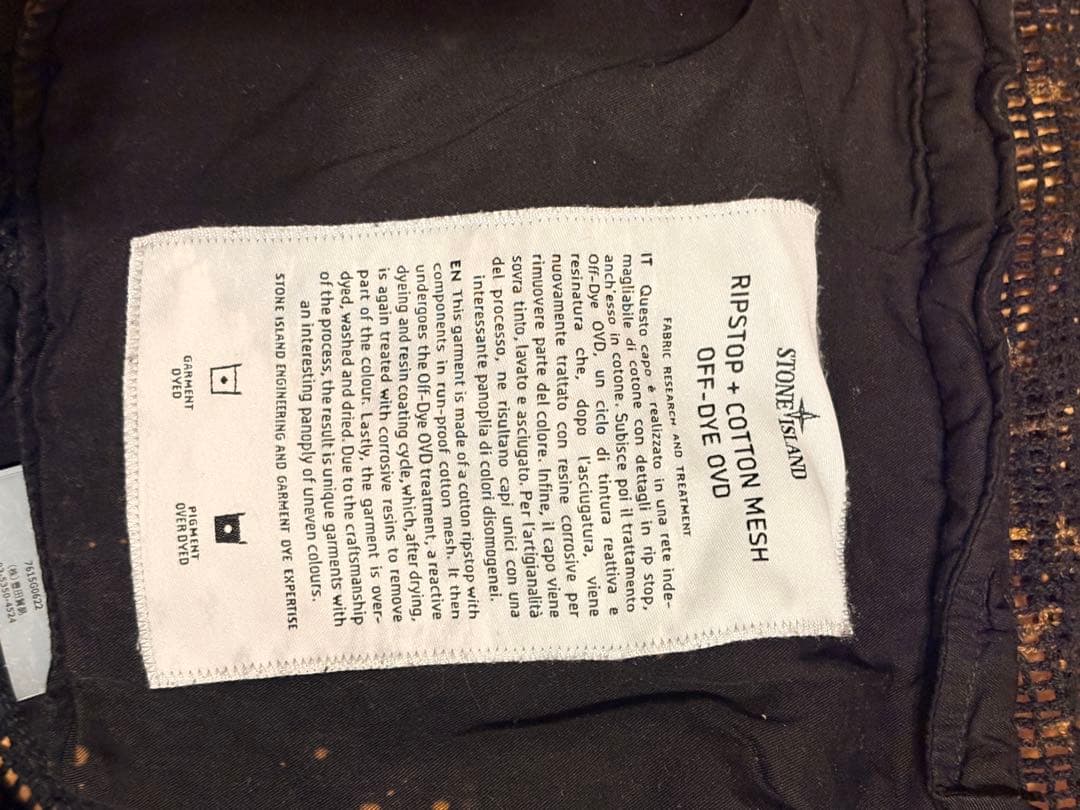 STONE ISLAND
RIPSTOP + COTTON MESH
OFF-DYE OVD
FABRIC RESEARCH AND TREATMENT
IT Questo capo è realizzato in una rete inde-
magliabile di cotone con dettagli in rip stop,
anch'esso in cotone. Subisce poi il trattamento
Off-Dye OVD, un ciclo di tintura reattiva e
resinatura che, dopo l'asciugatura, viene
nuovamente trattato con resine corrosive per
rimuovere parte del colore. Infine, il capo viene
sovra tinto, lavato e asciugato. Per l'artigianalità
del processo, ne risultano capi unici con una
interessante panoplia di colori disomogenei.
EN This garment is made of a cotton ripstop with
components in run-proof cotton mesh. It then
undergoes the Off-Dye OVD treatment, a reactive
dyeing and resin coating cycle, which, after drying,
is again treated with corrosive resins to remove
part of the colour. Lastly, the garment is over-
dyed, washed and dried. Due to the craftsmanship
of the process, the result is unique garments with
an interesting panoply of uneven colours.
STONE ISLAND ENGINEERING AND GARMENT DYE EXPERTISE
GARMENT
DYED
PIGMENT
OVER DYED
7615G0622
5350-4524